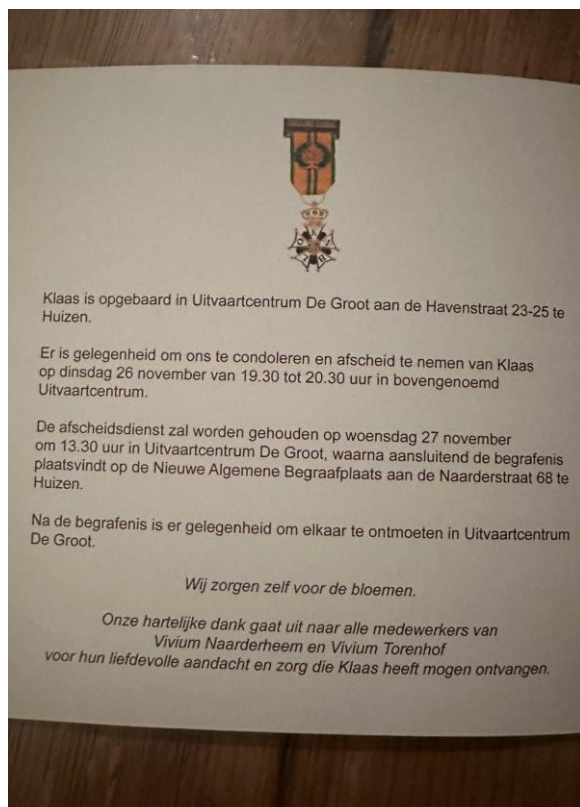 Klaas is opgebaard in Uitvaartcentrum De Groot aan de Havenstraat 23-25 te
Huizen.
Er is gelegenheid om ons te condoleren en afscheid te nemen van Klaas
op dinsdag 26 november van 19.30 tot 20.30 uur in bovengenoemd
Uitvaartcentrum.
De afscheidsdienst zal worden gehouden op woensdag 27 november
om 13.30 uur in Uitvaartcentrum De Groot, waarna aansluitend de begrafenis
plaatsvindt op de Nieuwe Algemene Begraafplaats aan de Naarderstraat 68 te
Huizen.
Na de begrafenis is er gelegenheid om elkaar te ontmoeten in Uitvaartcentrum
De Groot.
Wij zorgen zelf voor de bloemen.
Onze hartelijke dank gaat uit naar alle medewerkers van
Vivium Naarderheem en Vivium Torenhof
voor hun liefdevolle aandacht en zorg die Klaas heeft mogen ontvangen.